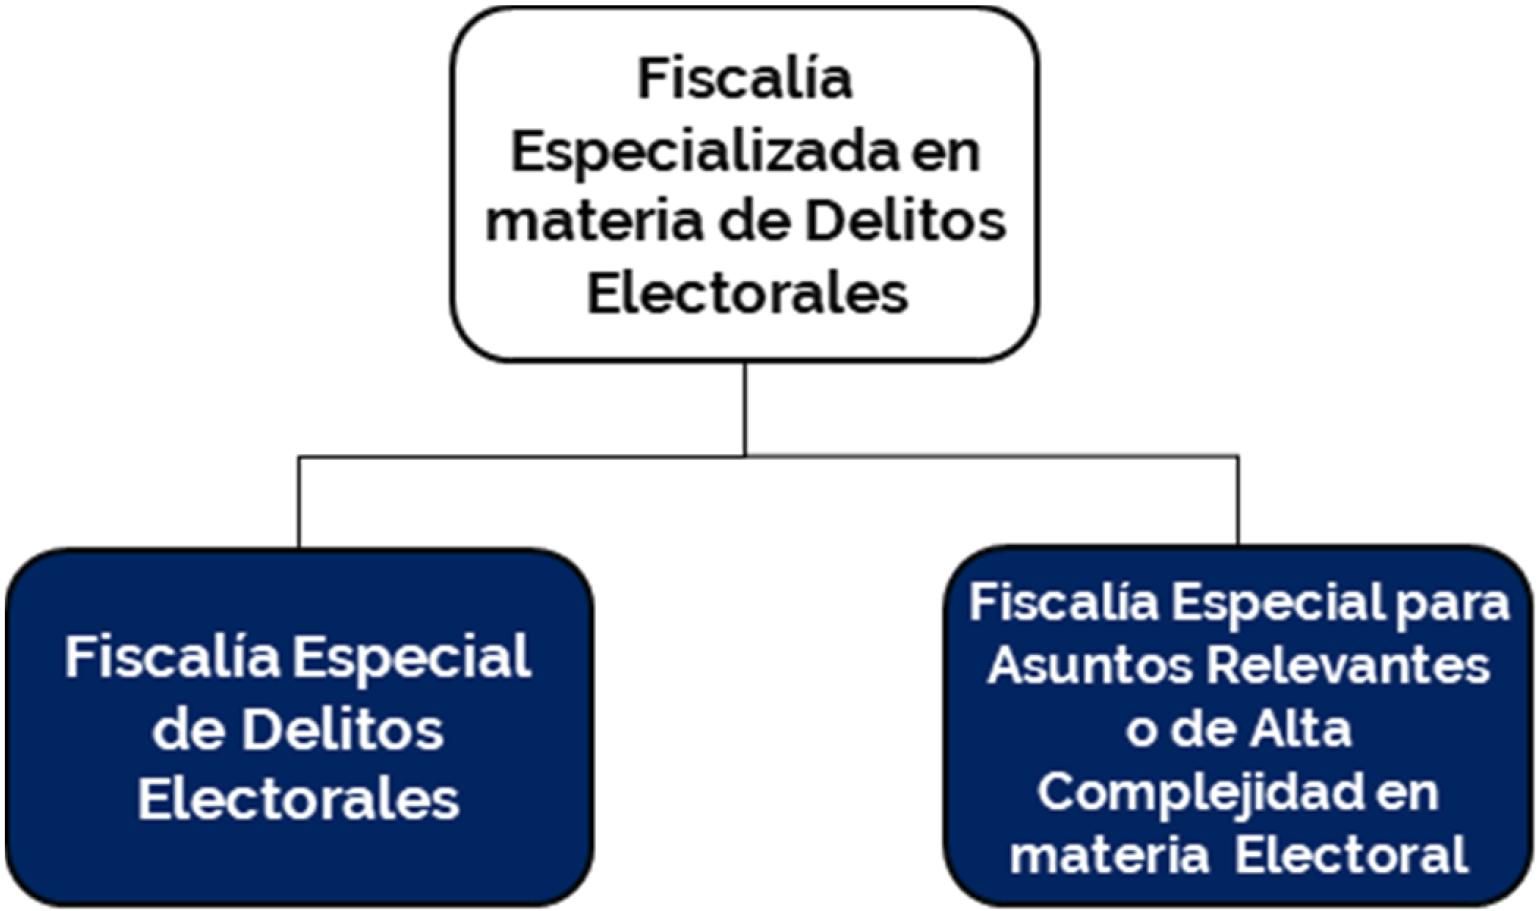 Fiscalía
Especializada en
materia de Delitos
Electorales
Fiscalía Especial
de Delitos
Electorales
Fiscalía Especial para
Asuntos Relevantes
o de Alta
Complejidad en
materia Electoral